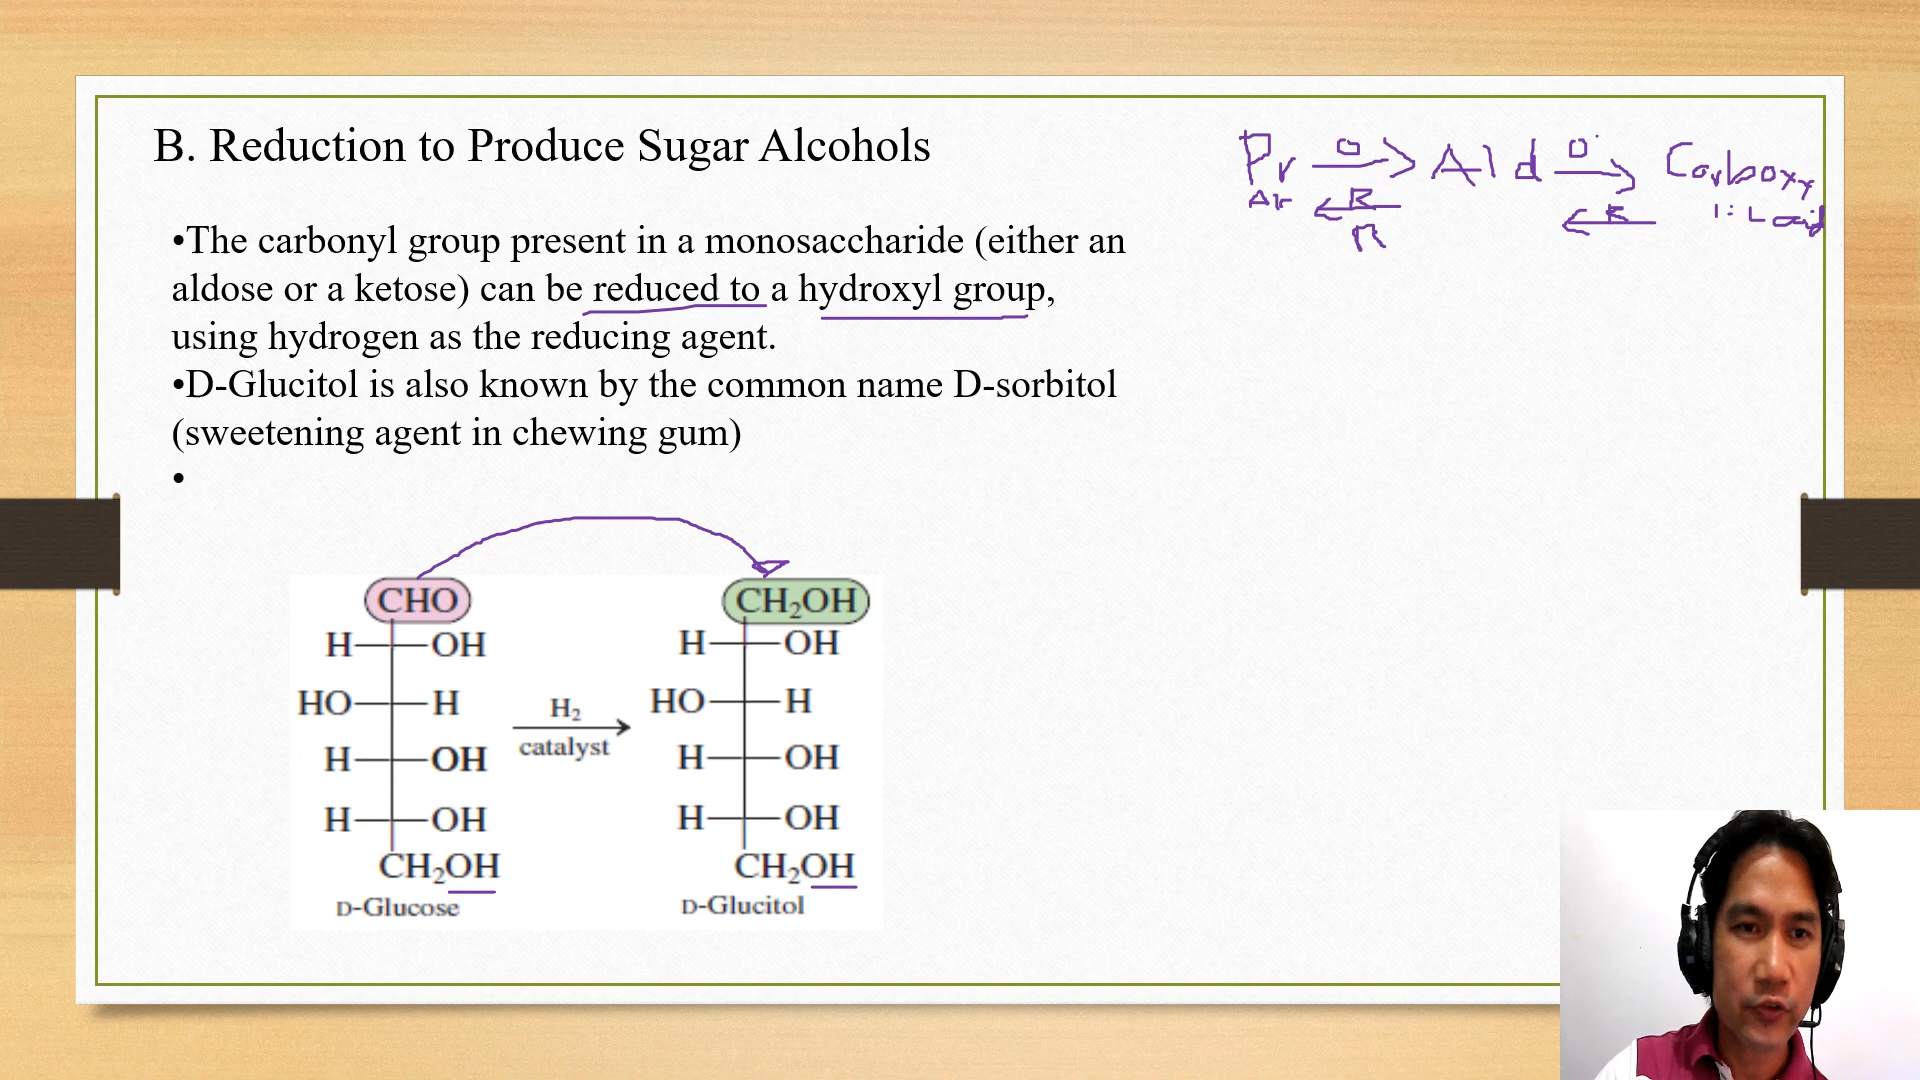 B. Reduction to Produce Sugar Alcohols
Pr O Ald O Carboxy
Alc R R acid
R
•The carbonyl group present in a monosaccharide (either an
aldose or a ketose) can be reduced to a hydroxyl group,
using hydrogen as the reducing agent.
•D-Glucitol is also known by the common name D-sorbitol
(sweetening agent in chewing gum)
•
CHO CH₂OH
H OH H OH
HO H HO H
H₂
catalyst
H OH H OH
H OH H OH
CH₂OH CH₂OH
D-Glucose D-Glucitol